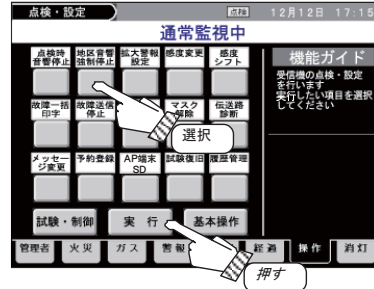 点検・設定
点検
12月12日 17:15
通常監視中
点検時
音響停止
地区音響
強制停止
拡大警報
設定
感度変更
感度
シフト
機能ガイド
受信機の点検・設定
を行います
実行したい項目を選択
してください
故障一括
印字
故障送信
停止
マスク
解除
伝送路
診断
選択
メッセー
ジ変更
予約登録
AP端末
SD
試験復旧
履歴管理
試験・制御
実 行
基本操作
管理者
火 災
ガ ス
警 報
経 過
操 作
消 灯
押す